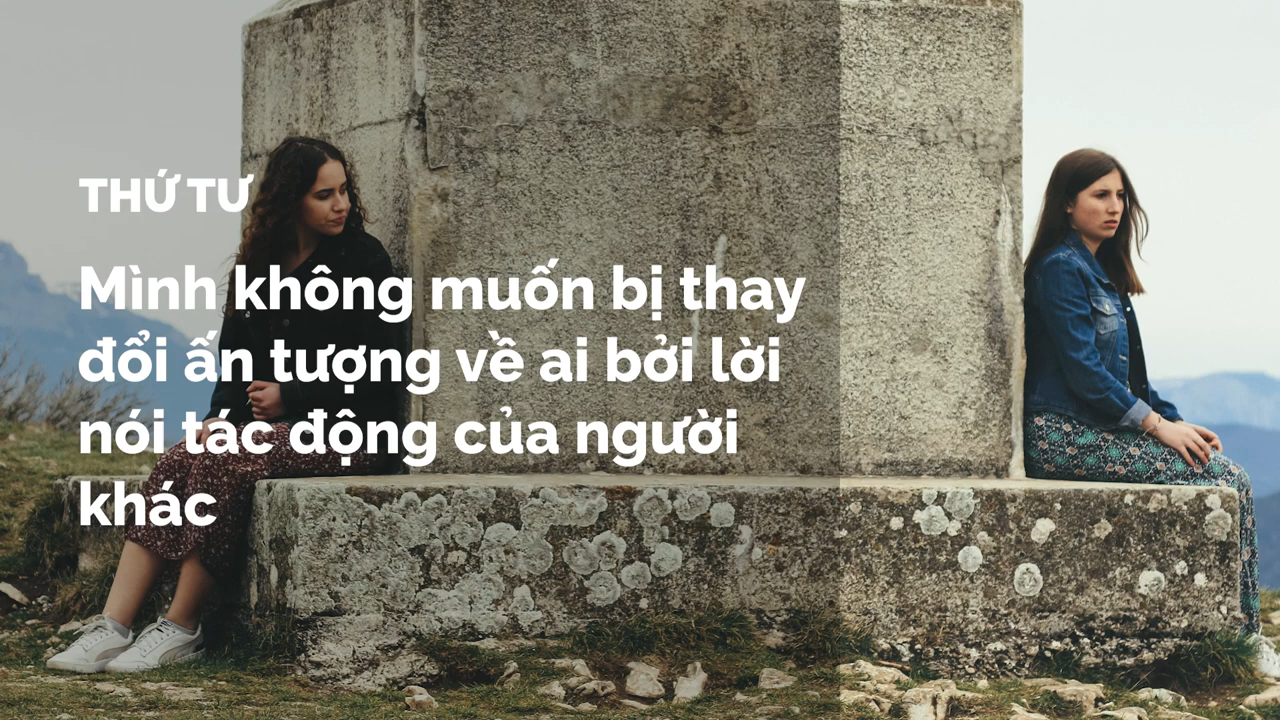 THỨ TƯ
Mình không muốn bị thay
đổi ấn tượng về ai bởi lời
nói tác động của người
khác